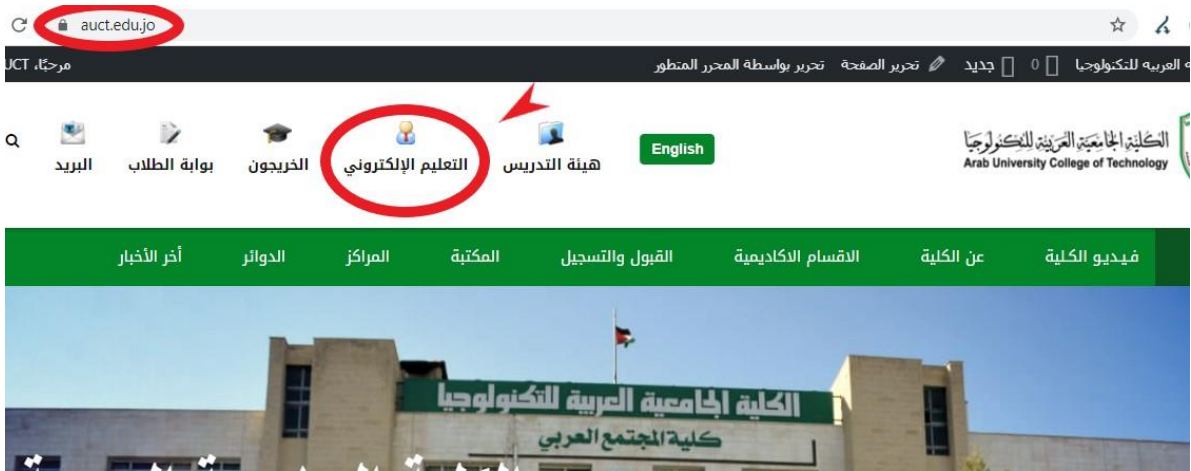 auct.edu.jo
العربيه للتكنولوجيا 0 جديد تحرير الصفحة تحرير بواسطة المحرر المتطور مرحبًا، UCT
الكلية الجامعية العربية للتكنولوجيا
Arab University College of Technology
English
هيئة التدريس التعليم الإلكتروني الخريجون بوابة الطلاب البريد
فيديو الكلية عن الكلية الاقسام الاكاديمية القبول والتسجيل المكتبة المراكز الدوائر أخر الأخبار
الكلية الجامعية العربية للتكنولوجيا
كلية المجتمع العربي